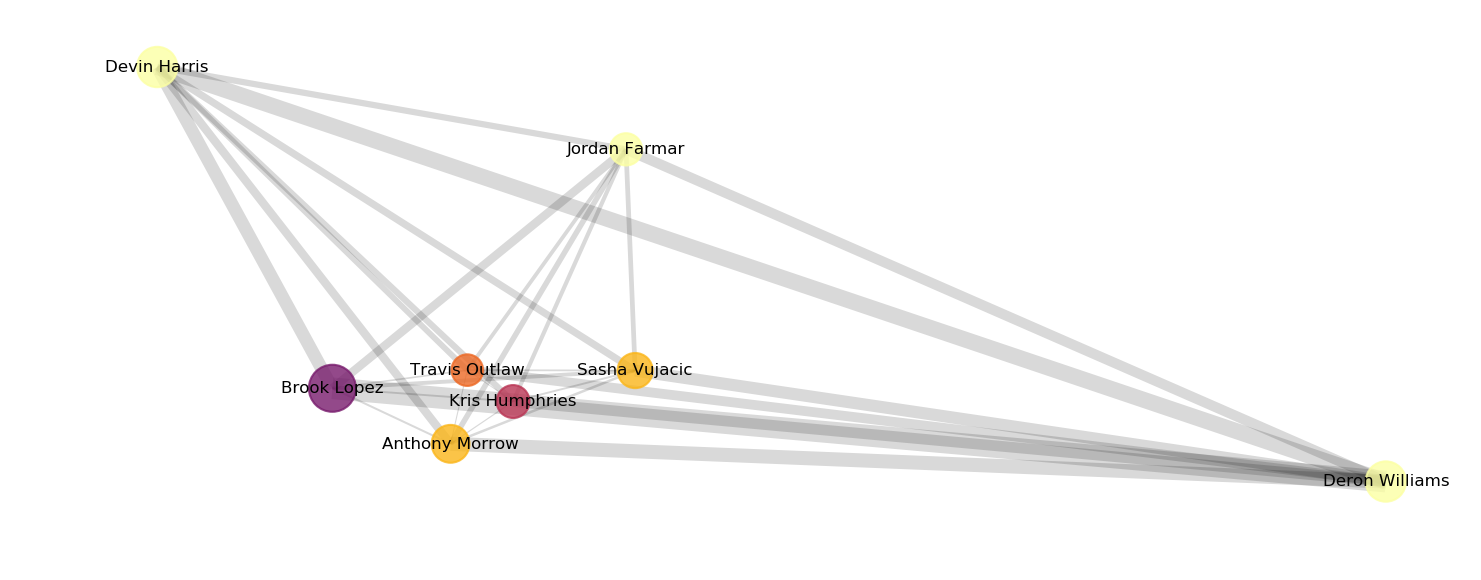 Devin Harris
Jordan Farmar
Travis Outlaw
Sasha Vujacic
Brook Lopez
Kris Humphries
Anthony Morrow
Deron Williams